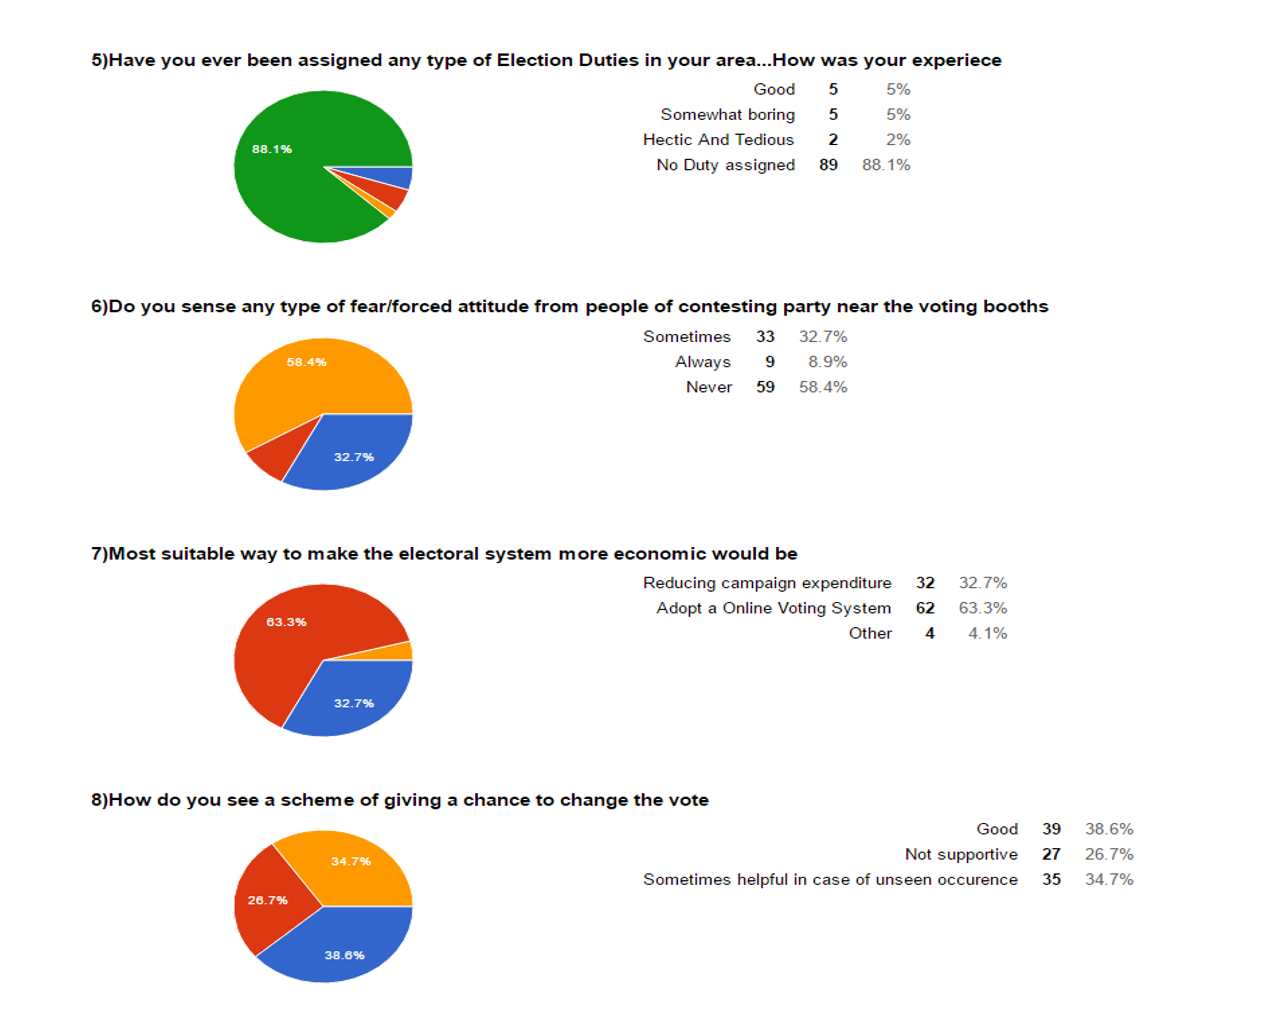 5)Have you ever been assigned any type of Election Duties in your area...How was your experiece
Good 5 5%
Somewhat boring 5 5%
Hectic And Tedious 2 2%
No Duty assigned 89 88.1%
88.1%
6)Do you sense any type of fear/forced attitude from people of contesting party near the voting booths
Sometimes 33 32.7%
Always 9 8.9%
Never 59 58.4%
58.4%
32.7%
7)Most suitable way to make the electoral system more economic would be
Reducing campaign expenditure 32 32.7%
Adopt a Online Voting System 62 63.3%
Other 4 4.1%
63.3%
32.7%
8)How do you see a scheme of giving a chance to change the vote
Good 39 38.6%
Not supportive 27 26.7%
Sometimes helpful in case of unseen occurence 35 34.7%
34.7%
26.7%
38.6%